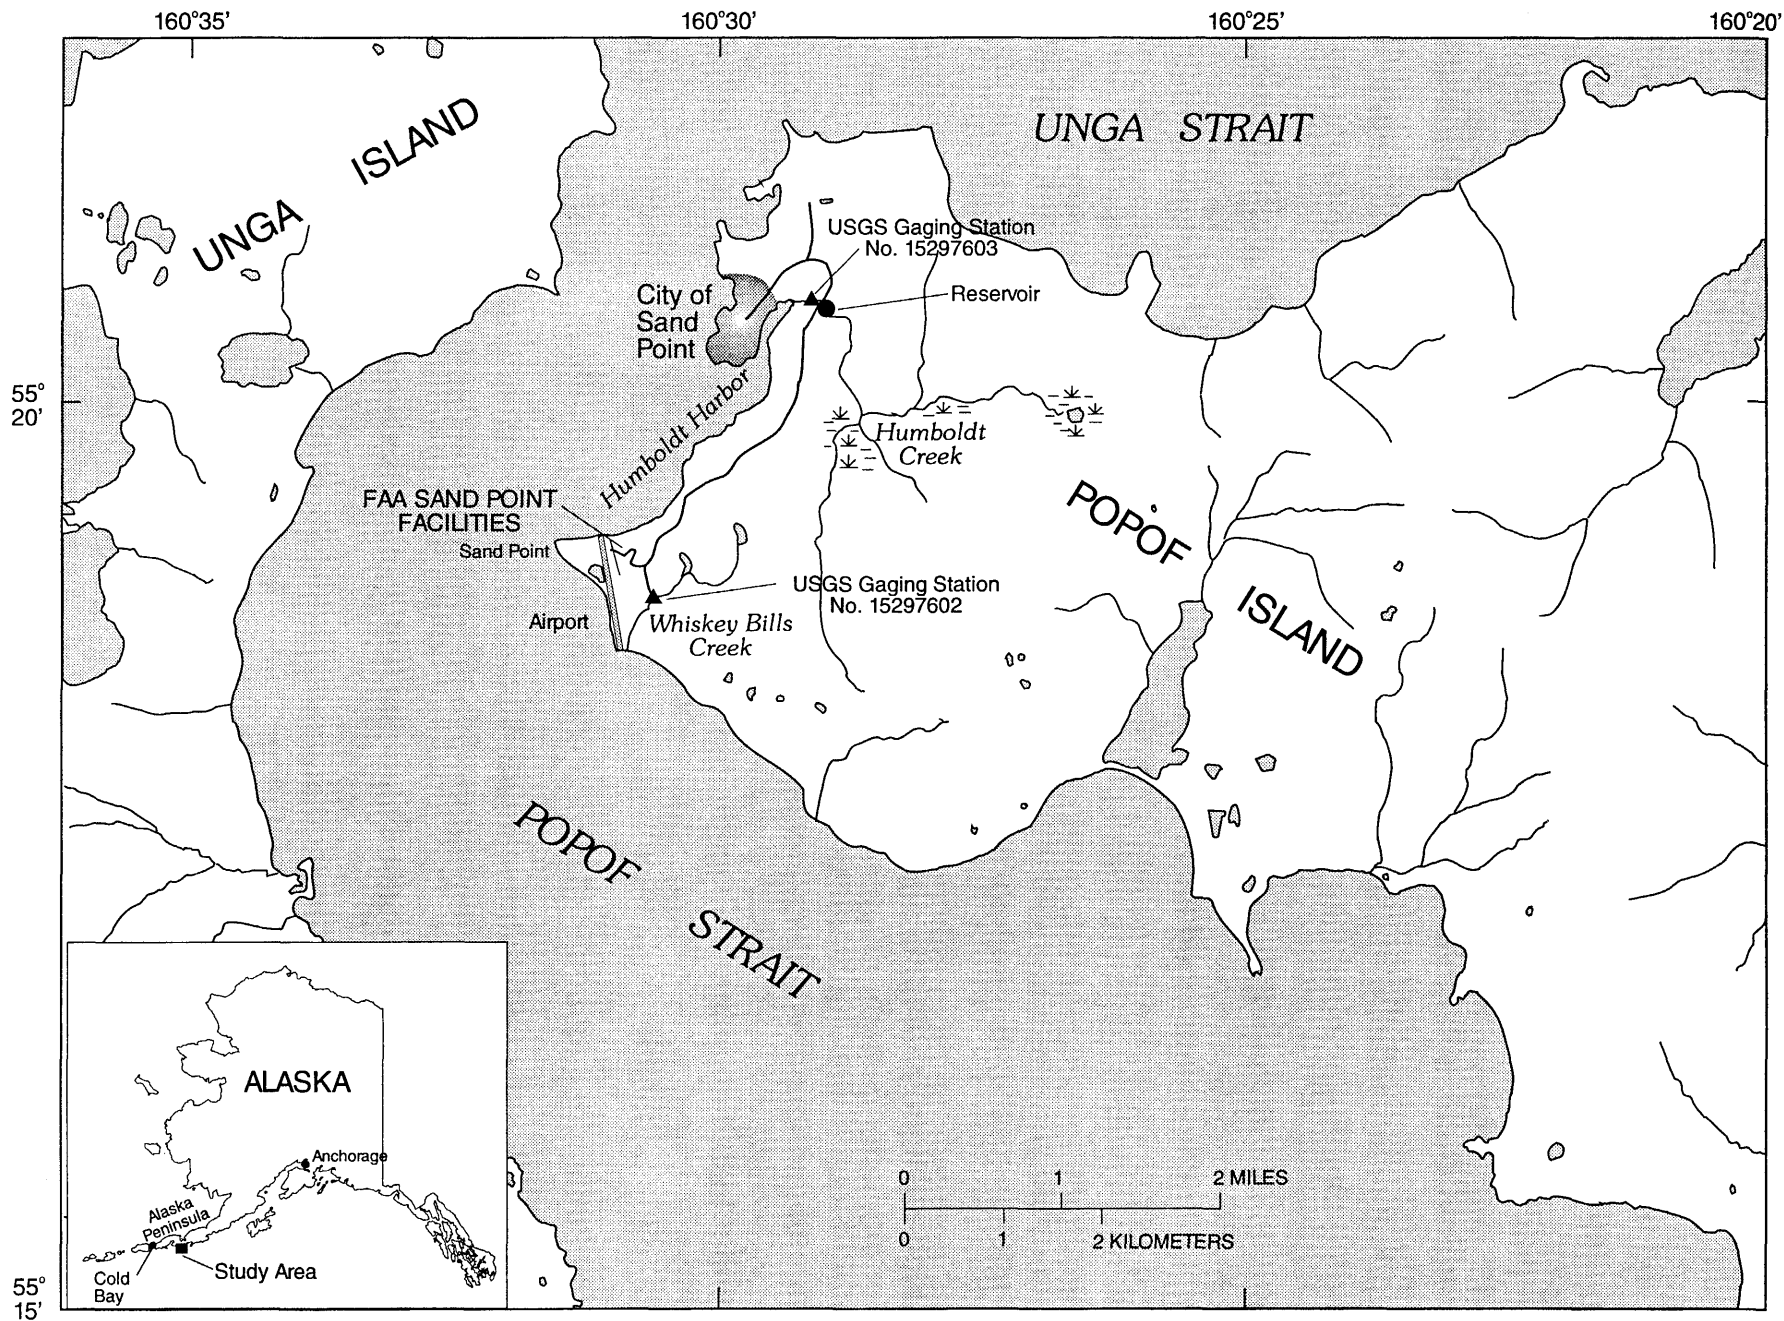 160°35'
160°30'
160°25'
160°20'
UNGA STRAIT
ISLAND
UNGA
USGS Gaging Station
No. 15297603
City of
Sand
Point
Reservoir
55°
20'
Humboldt Harbor
Humboldt
Creek
FAA SAND POINT
FACILITIES
Sand Point
POPOF
ISLAND
USGS Gaging Station
No. 15297602
Airport
Whiskey Bills
Creek
POPOF
STRAIT
ALASKA
Anchorage
Alaska
Peninsula
Cold
Bay
Study Area
0 1 2 MILES
0 1 2 KILOMETERS
55°
15'